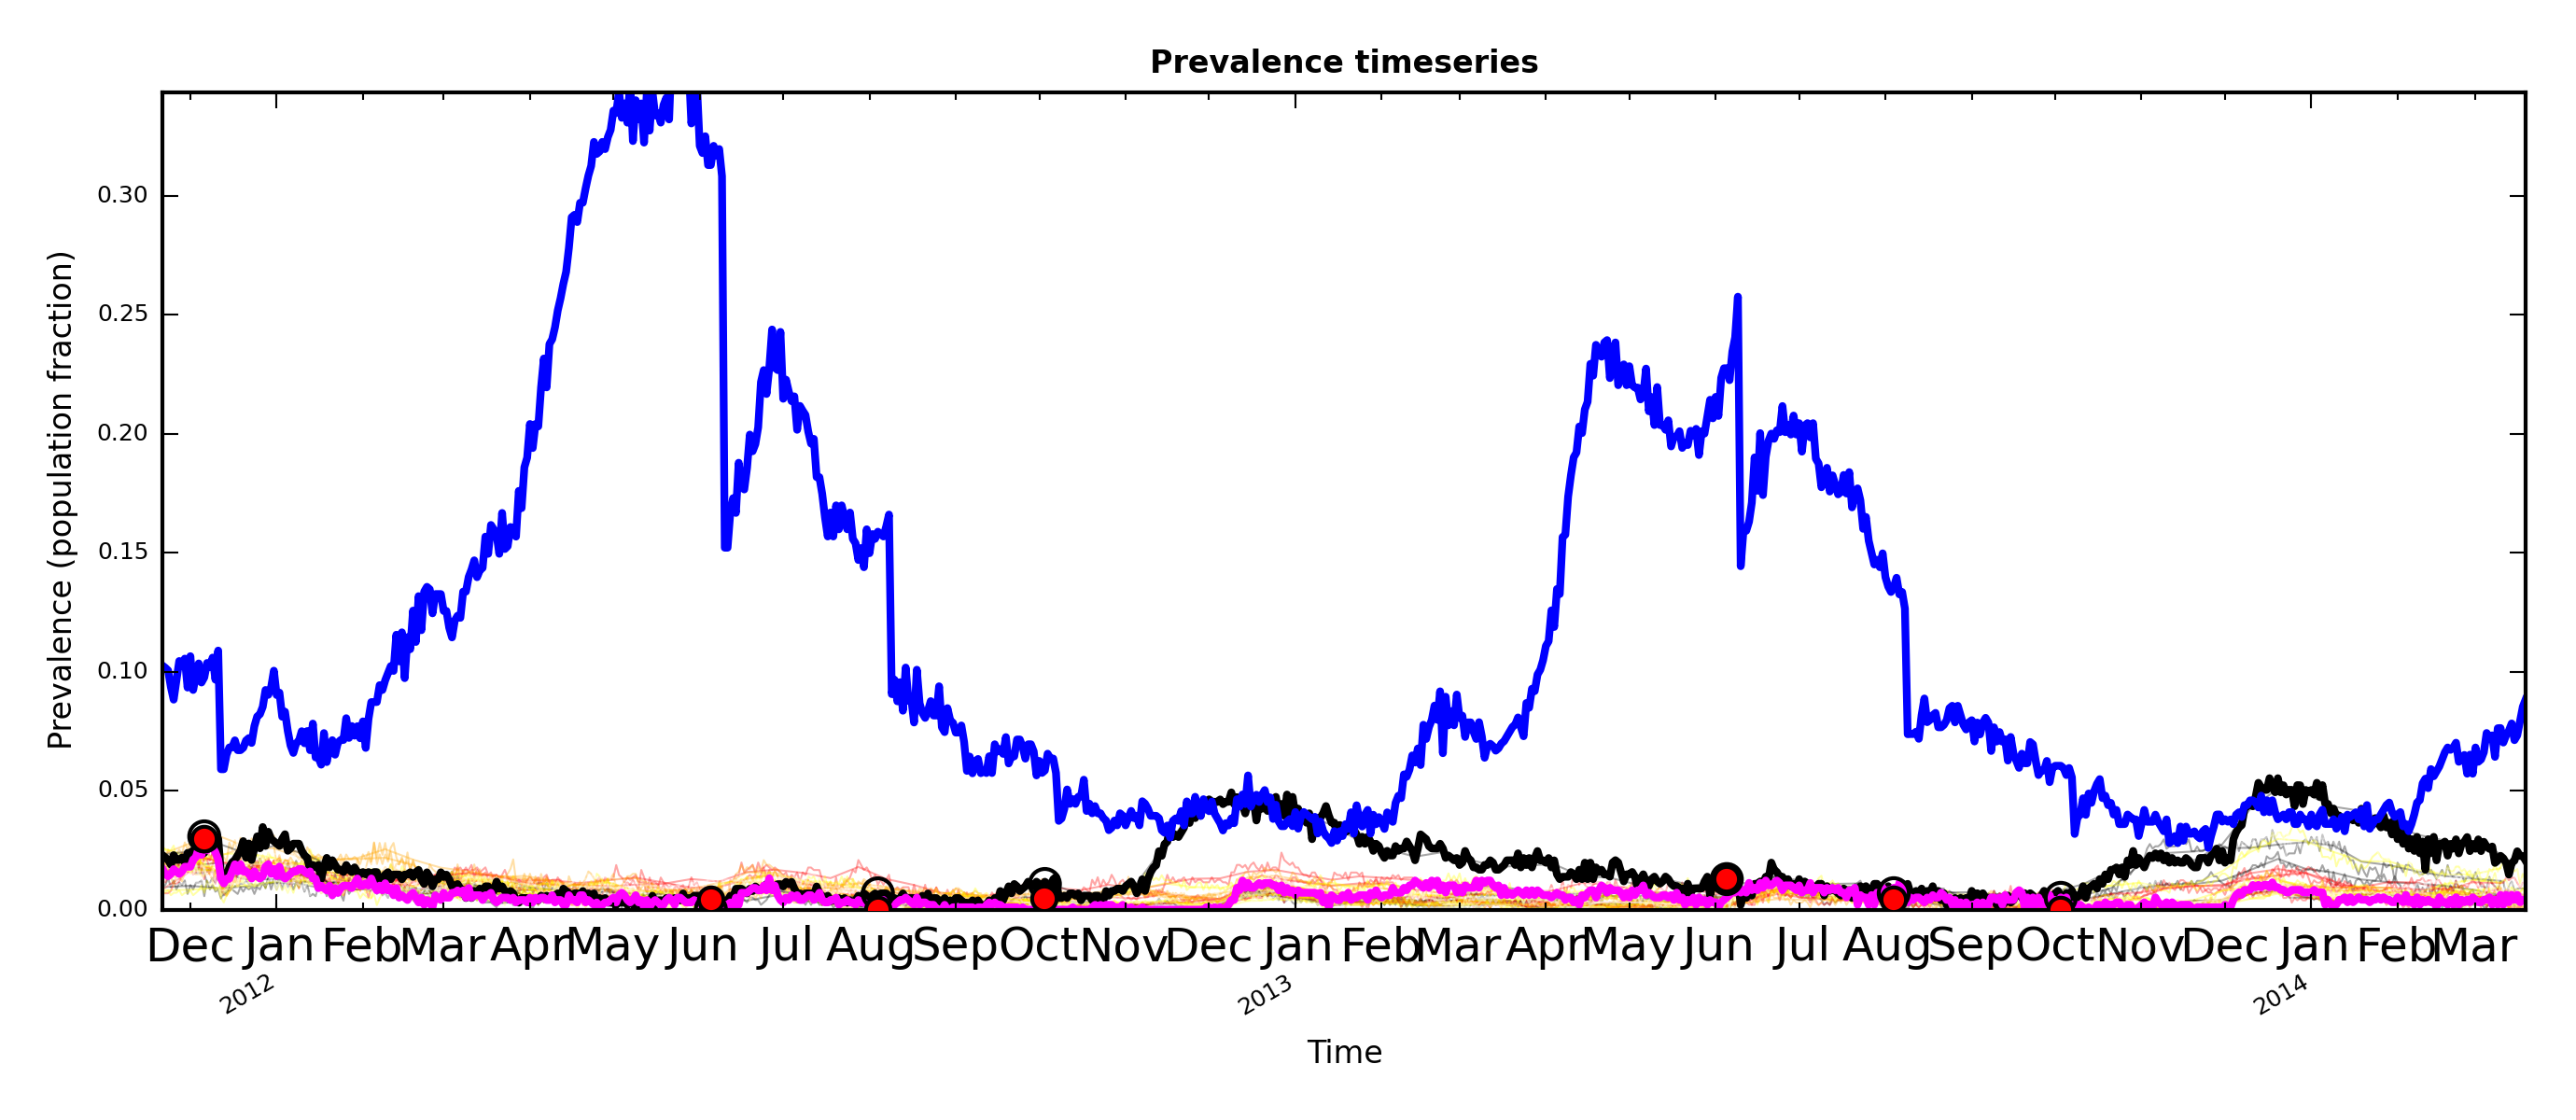 Prevalence timeseries
Prevalence (population fraction)
0.30
0.25
0.20
0.15
0.10
0.05
0.00
Dec Jan Feb Mar Apr May Jun Jul Aug Sep Oct Nov Dec Jan Feb Mar Apr May Jun Jul Aug Sep Oct Nov Dec Jan Feb Mar
2012 2013 2014
Time